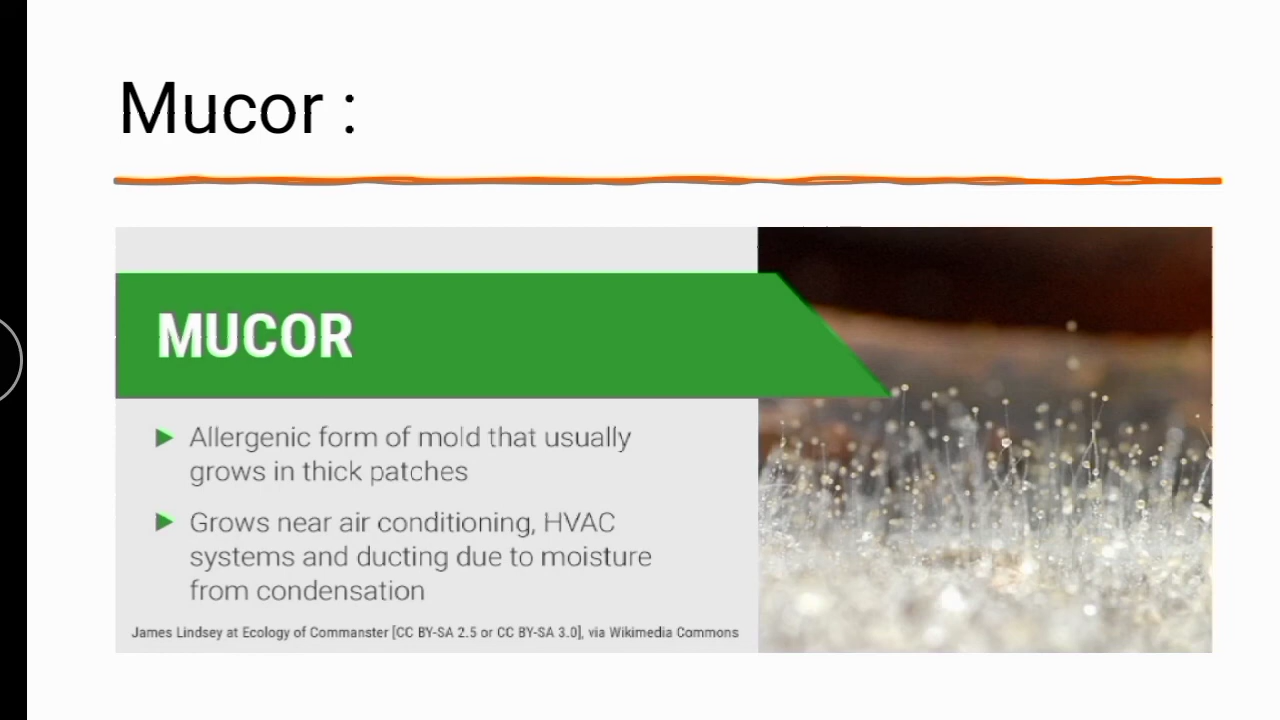 Mucor :
MUCOR
Allergenic form of mold that usually
grows in thick patches
Grows near air conditioning, HVAC
systems and ducting due to moisture
from condensation
James Lindsey at Ecology of Commanster [CC BY-SA 2.5 or CC BY-SA 3.0], via Wikimedia Commons